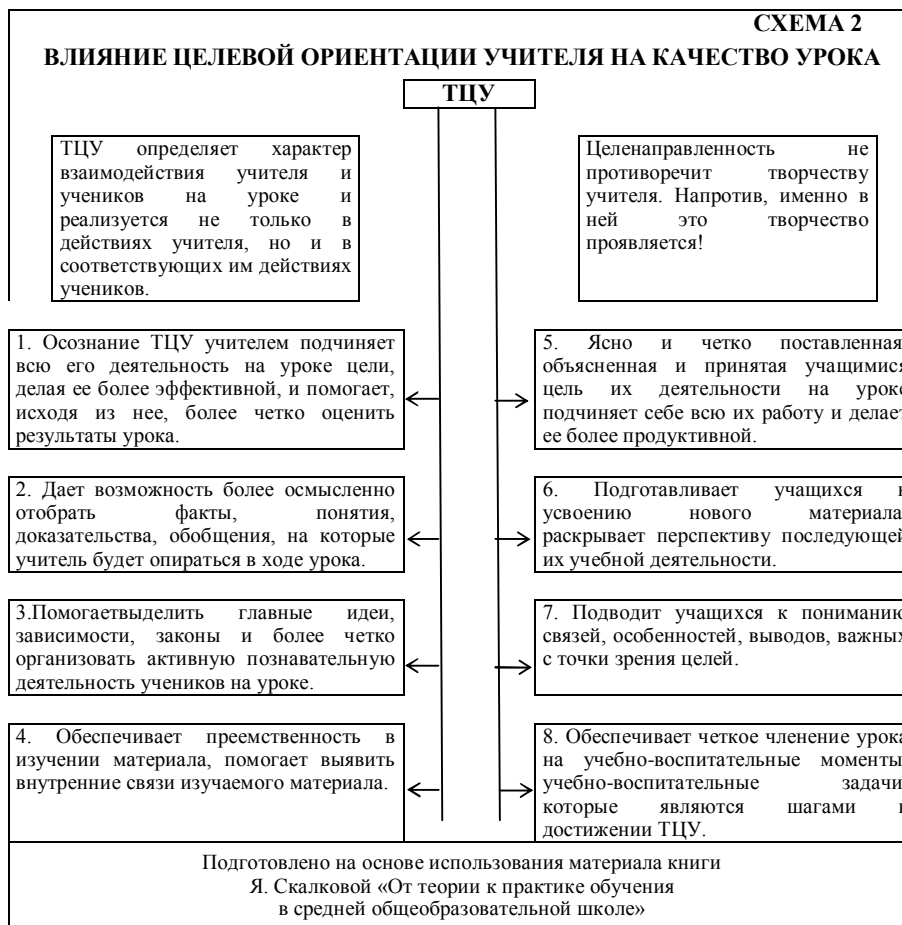 СХЕМА 2
ВЛИЯНИЕ ЦЕЛЕВОЙ ОРИЕНТАЦИИ УЧИТЕЛЯ НА КАЧЕСТВО УРОКА
ТЦУ
ТЦУ определяет характер
взаимодействия учителя и
учеников на уроке и
реализуется не только в
действиях учителя, но и в
соответствующих им действиях
учеников.
Целенаправленность не
противоречит творчеству
учителя. Напротив, именно в
ней это творчество
проявляется!
1. Осознание ТЦУ учителем подчиняет
всю его деятельность на уроке цели,
делая ее более эффективной, и помогает,
исходя из нее, более четко оценить
результаты урока.
2. Дает возможность более осмысленно
отобрать факты, понятия,
доказательства, обобщения, на которые
учитель будет опираться в ходе урока.
3.Помогаетвыделить главные идеи,
зависимости, законы и более четко
организовать активную познавательную
деятельность учеников на уроке.
4. Обеспечивает преемственность в
изучении материала, помогает выявить
внутренние связи изучаемого материала.
5. Ясно и четко поставленная
объясненная и принятая учащимися
цель их деятельности на уроке
подчиняет себе всю их работу и делает
ее более продуктивной.
6. Подготавливает учащихся
усвоению нового материала
раскрывает перспективу последующей
их учебной деятельности.
7. Подводит учащихся к пониманию
связей, особенностей, выводов, важных
с точки зрения целей.
8. Обеспечивает четкое членение урока
на учебно-воспитательные моменты
учебно-воспитательные задачи
которые являются шагами
достижении ТЦУ.
Подготовлено на основе использования материала книги
Я. Скалковой «От теории к практике обучения
в средней общеобразовательной школе»